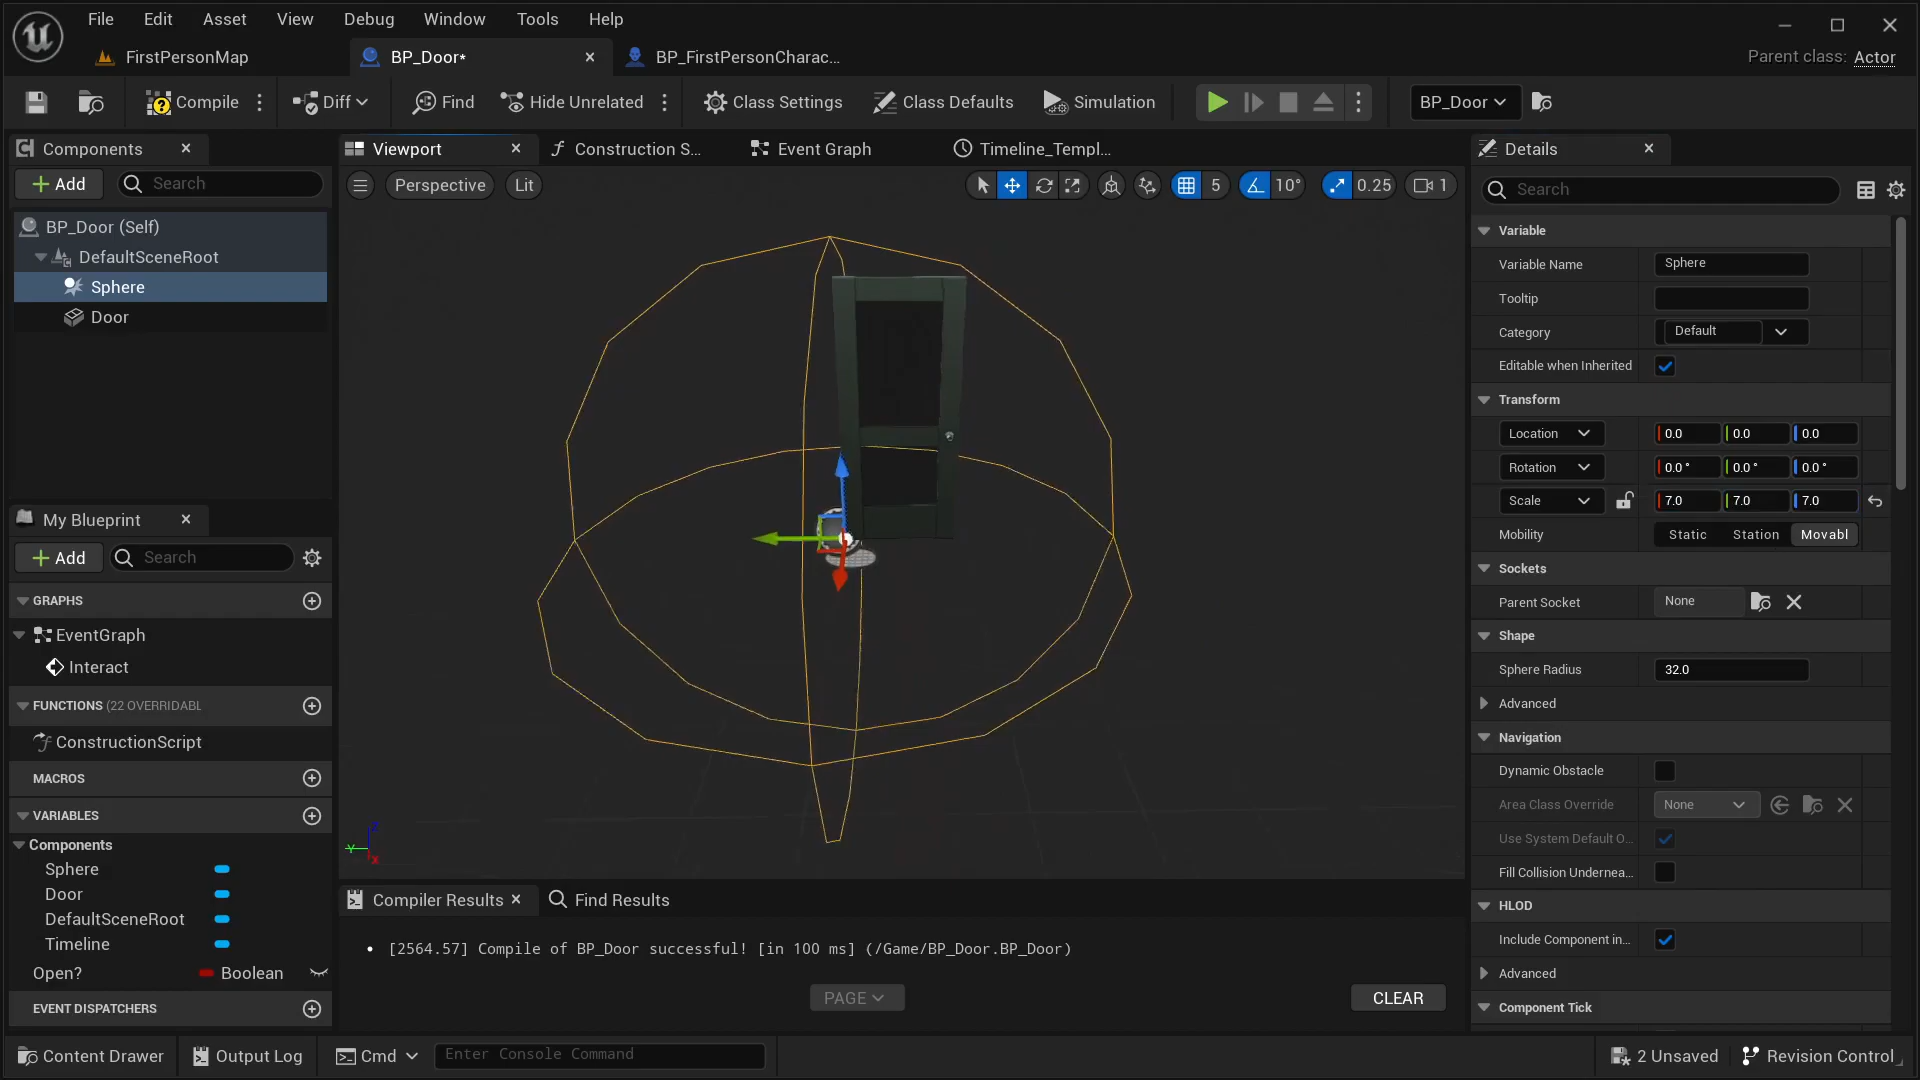 File Edit Asset View Debug Window Tools Help
FirstPersonMap BP_Door* BP_FirstPersonCharac... Parent class: Actor
Compile Diff Find Hide Unrelated Class Settings Class Defaults Simulation BP_Door
Components Viewport Construction S... Event Graph Timeline_Templ... Details
Add Search
Perspective Lit 5 10° 0.25 1
Search
BP_Door (Self)
DefaultSceneRoot
Sphere
Door
Variable
Variable Name Sphere
Tooltip
Category Default
Editable when Inherited
Transform
Location 0.0 0.0 0.0
Rotation 0.0° 0.0° 0.0°
Scale 7.0 7.0 7.0
Mobility Static Station Movabl
Sockets
Parent Socket None
Shape
Sphere Radius 32.0
Advanced
Navigation
Dynamic Obstacle
Area Class Override None
Use System Default O...
Fill Collision Undernea...
HLOD
Include Component in...
Advanced
Component Tick
My Blueprint
Add Search
GRAPHS
EventGraph
Interact
FUNCTIONS (22 OVERRIDABL
ConstructionScript
MACROS
VARIABLES
Components
Sphere
Door
DefaultSceneRoot
Timeline
Open? Boolean
EVENT DISPATCHERS
Z
Y
X
Compiler Results Find Results
• [2564.57] Compile of BP_Door successful! [in 100 ms] (/Game/BP_Door.BP_Door)
PAGE CLEAR
Content Drawer Output Log Cmd Enter Console Command 2 Unsaved Revision Control